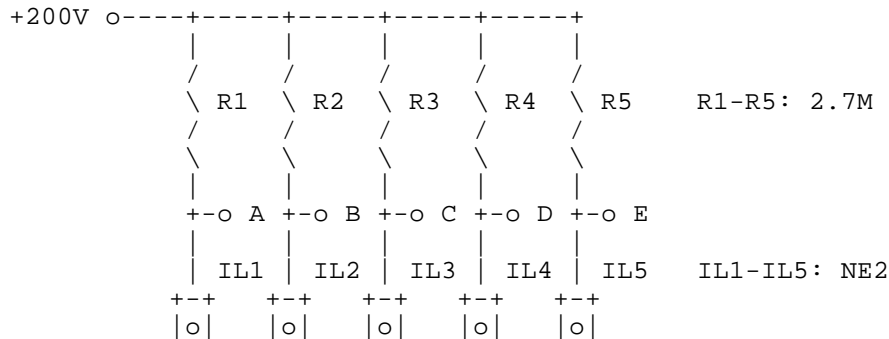 +200V o----+-----+-----+-----+-----+
           |     |     |     |     |
           /     /     /     /     /
           \ R1  \ R2  \ R3  \ R4  \ R5    R1-R5: 2.7M
           /     /     /     /     /
           \     \     \     \     \
           |     |     |     |     |
           +-o A +-o B +-o C +-o D +-o E
           |     |     |     |     |
           | IL1 | IL2 | IL3 | IL4 | IL5   IL1-IL5: NE2
          +-+   +-+   +-+   +-+   +-+
          |o|   |o|   |o|   |o|   |o|